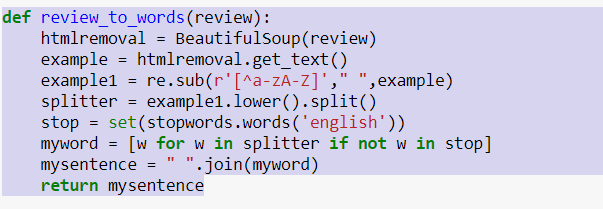 def review_to_words(review):
    htmlremoval = BeautifulSoup(review)
    example = htmlremoval.get_text()
    example1 = re.sub(r'[^a-zA-Z]'," ",example)
    splitter = example1.lower().split()
    stop = set(stopwords.words('english'))
    myword = [w for w in splitter if not w in stop]
    mysentence = " ".join(myword)
    return mysentence